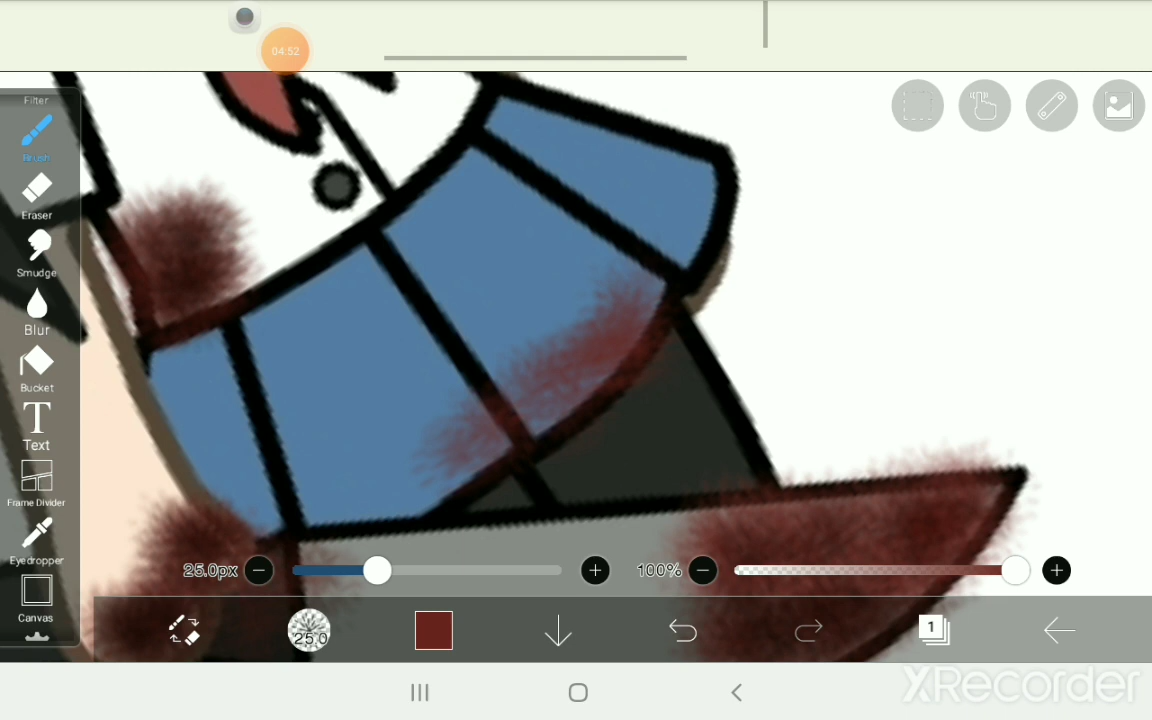 04:52
Filter
Brush
Eraser
Smudge
Blur
Bucket
T
Text
Frame Divider
Eyedropper
Canvas
25.0px
100%
25.0
1
XRecorder